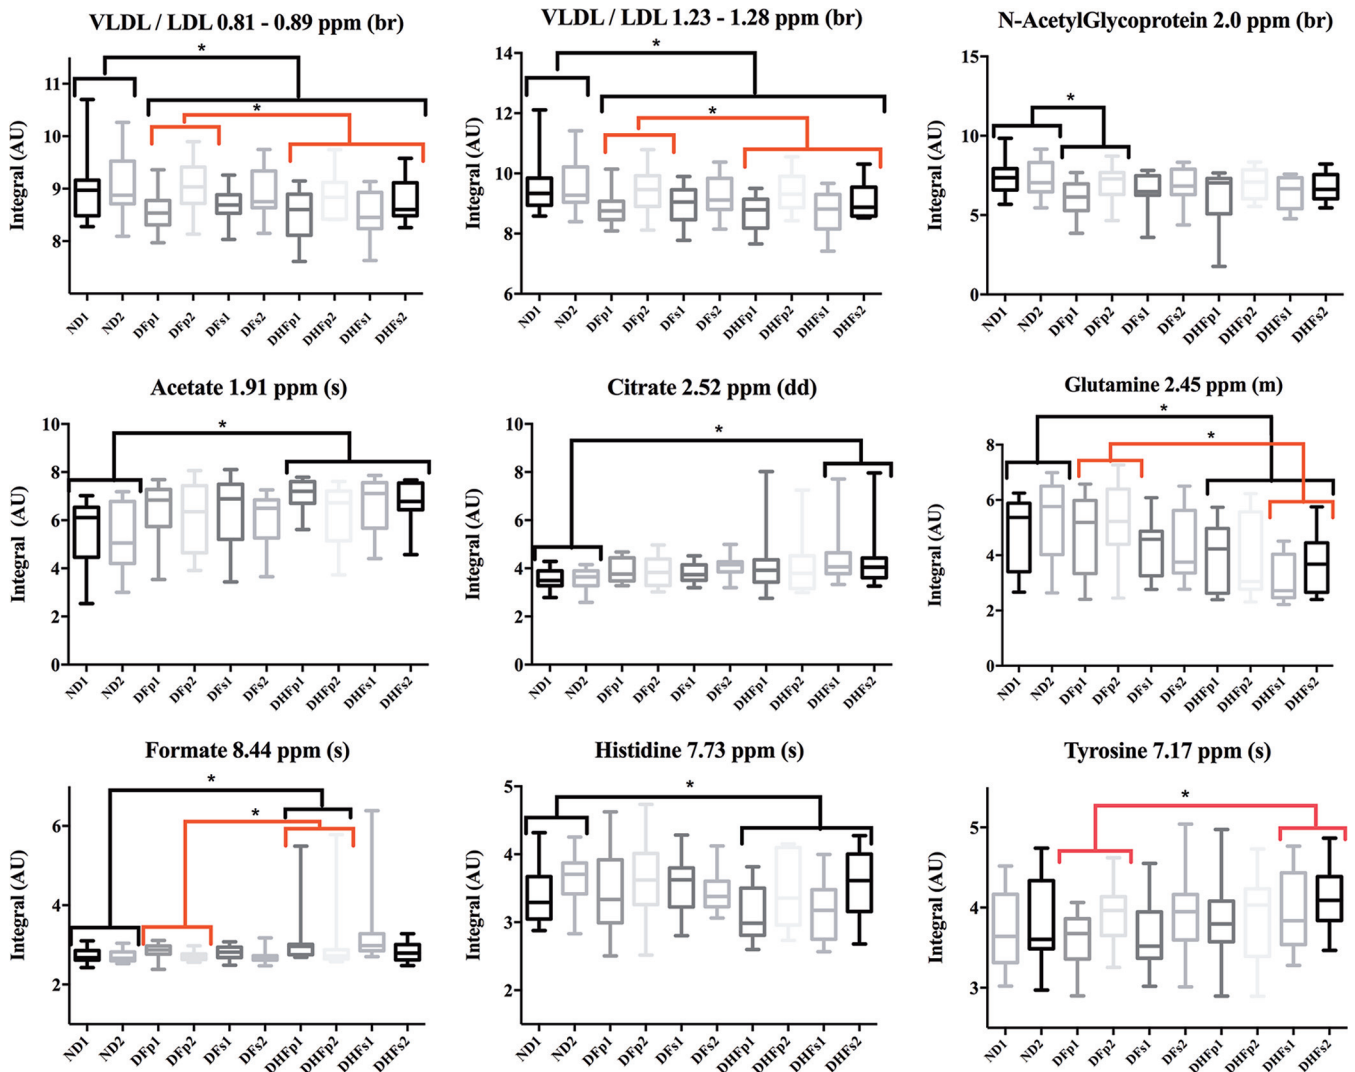 VLDL / LDL 0.81 - 0.89 ppm (br)
*
*
Integral (AU)
11
10
9
8
ND1
ND2
DFp1
DFp2
DFs1
DFs2
DHFp1
DHFp2
DHFs1
DHFs2
VLDL / LDL 1.23 - 1.28 ppm (br)
*
*
Integral (AU)
14
12
10
8
6
ND1
ND2
DFp1
DFp2
DFs1
DFs2
DHFp1
DHFp2
DHFs1
DHFs2
N-AcetylGlycoprotein 2.0 ppm (br)
*
Integral (AU)
15
10
5
0
ND1
ND2
DFp1
DFp2
DFs1
DFs2
DHFp1
DHFp2
DHFs1
DHFs2
Acetate 1.91 ppm (s)
*
Integral (AU)
10
8
6
4
2
0
ND1
ND2
DFp1
DFp2
DFs1
DFs2
DHFp1
DHFp2
DHFs1
DHFs2
Citrate 2.52 ppm (dd)
*
Integral (AU)
10
8
6
4
2
0
ND1
ND2
DFp1
DFp2
DFs1
DFs2
DHFp1
DHFp2
DHFs1
DHFs2
Glutamine 2.45 ppm (m)
*
*
Integral (AU)
8
6
4
2
0
ND1
ND2
DFp1
DFp2
DFs1
DFs2
DHFp1
DHFp2
DHFs1
DHFs2
Formate 8.44 ppm (s)
*
*
Integral (AU)
6
4
2
ND1
ND2
DFp1
DFp2
DFs1
DFs2
DHFp1
DHFp2
DHFs1
DHFs2
Histidine 7.73 ppm (s)
*
Integral (AU)
5
4
3
2
ND1
ND2
DFp1
DFp2
DFs1
DFs2
DHFp1
DHFp2
DHFs1
DHFs2
Tyrosine 7.17 ppm (s)
*
Integral (AU)
5
4
3
ND1
ND2
DFp1
DFp2
DFs1
DFs2
DHFp1
DHFp2
DHFs1
DHFs2